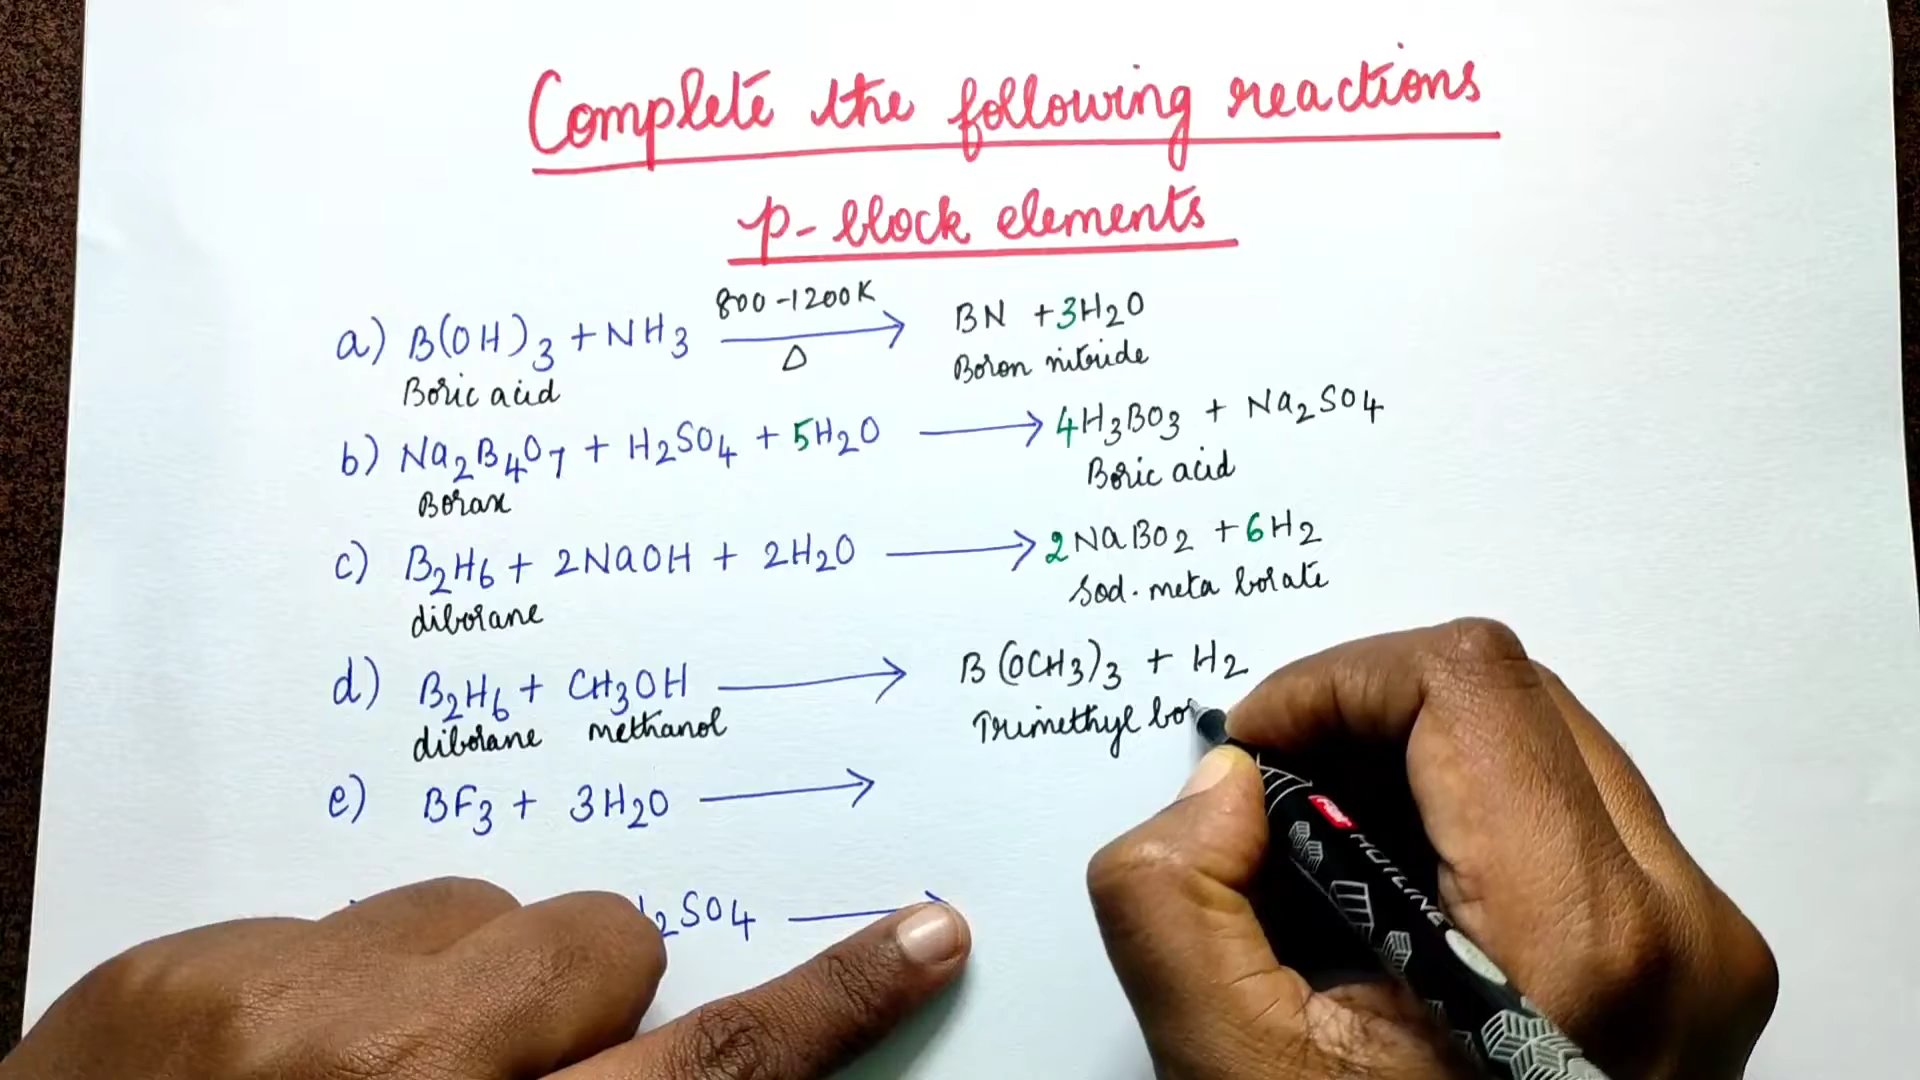 Complete the following reactions
p-block elements
a) B(OH)3 + NH3 800-1200K Δ → BN + 3H2O
Boric acid Boron nitride
b) Na2B4O7 + H2SO4 + 5H2O → 4H3BO3 + Na2SO4
Borax Boric acid
c) B2H6 + 2NaOH + 2H2O → 2NaBO2 + 6H2
diborane Sod. meta borate
d) B2H6 + CH3OH → B(OCH3)3 + H2
diborane methanol Trimethyl bo
e) BF3 + 3H2O →
2SO4 →
HUILINE